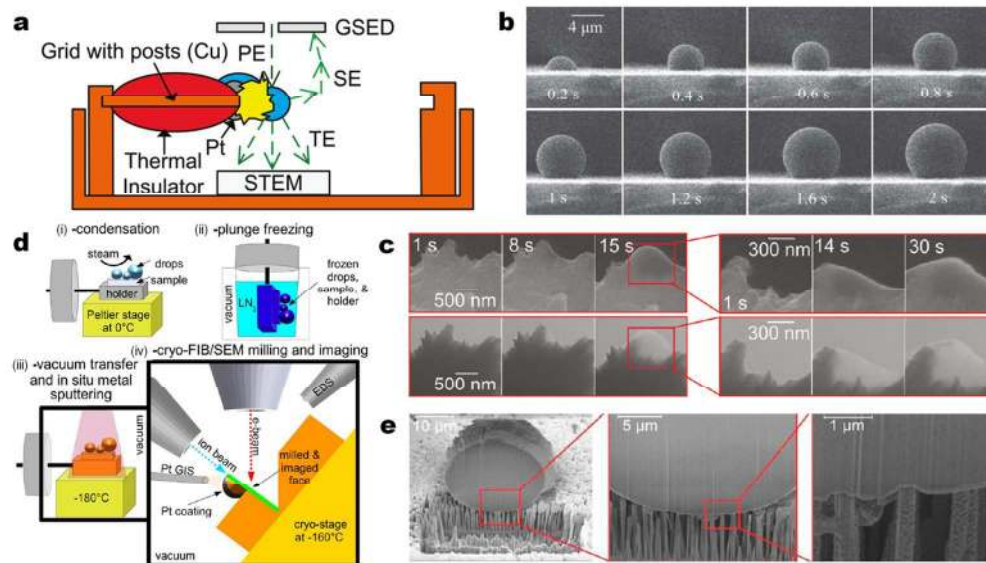 a
GSED
Grid with posts (Cu)
PE
SE
Pt
TE
Thermal
Insulator
STEM
b
4 μm
0.2 s
0.4 s
0.6 s
0.8 s
1 s
1.2 s
1.6 s
2 s
d
(i) -condensation
steam
drops
sample
holder
Peltier stage
at 0°C
(ii) -plunge freezing
vacuum
LN2
frozen
drops,
sample, &
holder
(iii) -vacuum transfer
and in situ metal
sputtering
vacuum
-180°C
(iv) -cryo-FIB/SEM milling and imaging
EDS
e-beam
ion beam
Pt GIS
milled &
imaged
face
Pt coating
cryo-stage
at -160°C
vacuum
c
1 s
8 s
15 s
500 nm
300 nm
1 s
14 s
30 s
500 nm
300 nm
e
10 μm
5 μm
1 μm